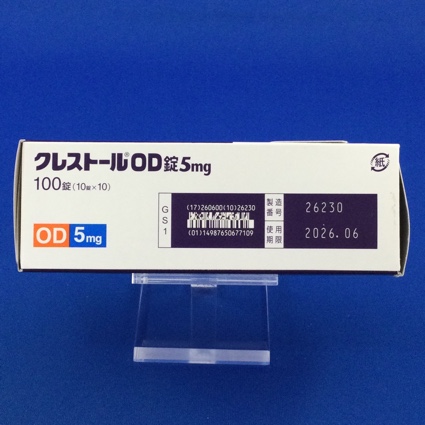 クレストール®OD錠5mg
100錠(10錠×10)
OD 5mg
GS1
(17)260600(10)26230
(01)14987650677109
製造番号 26230
使用期限 2026.06
紙